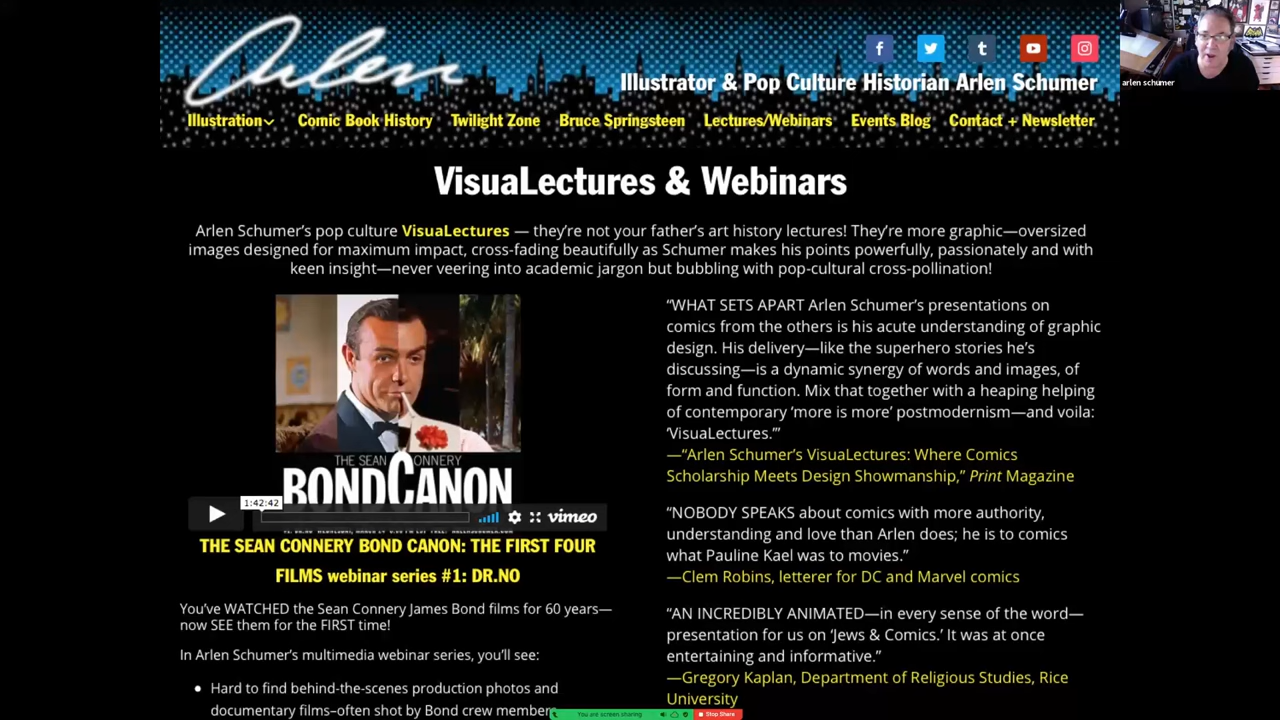 Arlen
arlen schumer
Illustrator & Pop Culture Historian Arlen Schumer
Illustration Comic Book History Twilight Zone Bruce Springsteen Lectures/Webinars Events Blog Contact + Newsletter
VisuaLectures & Webinars
Arlen Schumer’s pop culture VisuaLectures — they’re not your father’s art history lectures! They’re more graphic—oversized
images designed for maximum impact, cross-fading beautifully as Schumer makes his points powerfully, passionately and with
keen insight—never veering into academic jargon but bubbling with pop-cultural cross-pollination!
THE SEAN CONNERY
BONDCANON
1:42:42
vimeo
THE SEAN CONNERY BOND CANON: THE FIRST FOUR
FILMS webinar series #1: DR.NO
You’ve WATCHED the Sean Connery James Bond films for 60 years—
now SEE them for the FIRST time!
In Arlen Schumer’s multimedia webinar series, you’ll see:
• Hard to find behind-the-scenes production photos and
documentary films–often shot by Bond crew members
“WHAT SETS APART Arlen Schumer’s presentations on
comics from the others is his acute understanding of graphic
design. His delivery—like the superhero stories he’s
discussing—is a dynamic synergy of words and images, of
form and function. Mix that together with a heaping helping
of contemporary ‘more is more’ postmodernism—and voila:
‘VisuaLectures.’”
—“Arlen Schumer’s VisuaLectures: Where Comics
Scholarship Meets Design Showmanship,” Print Magazine
“NOBODY SPEAKS about comics with more authority,
understanding and love than Arlen does; he is to comics
what Pauline Kael was to movies.”
—Clem Robins, letterer for DC and Marvel comics
“AN INCREDIBLY ANIMATED—in every sense of the word—
presentation for us on ‘Jews & Comics.’ It was at once
entertaining and informative.”
—Gregory Kaplan, Department of Religious Studies, Rice
University
You are screen sharing
Stop Share